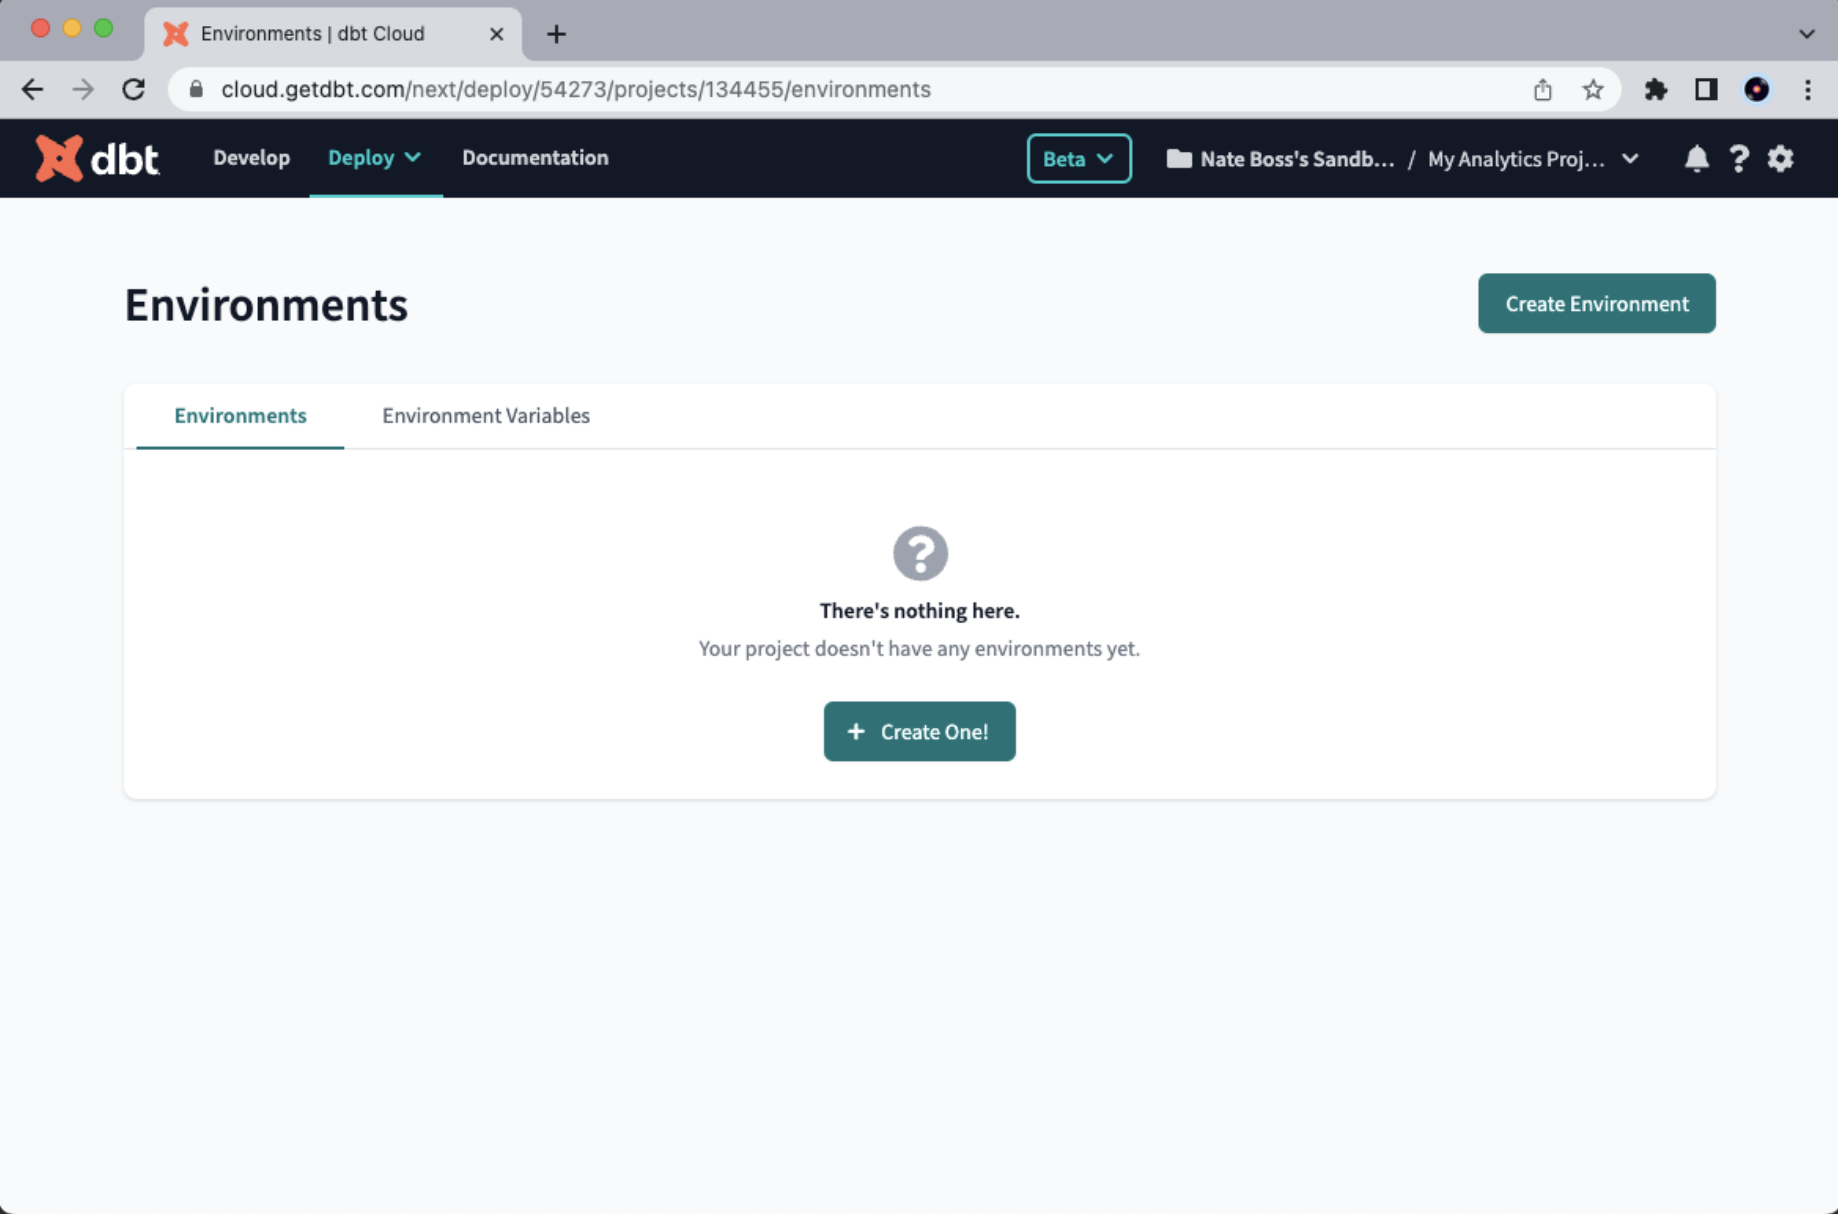 Environments | dbt Cloud
cloud.getdbt.com/next/deploy/54273/projects/134455/environments
dbt Develop Deploy Documentation Beta Nate Boss's Sandb... / My Analytics Proj...
Environments
Create Environment
Environments Environment Variables
There's nothing here.
Your project doesn't have any environments yet.
+ Create One!